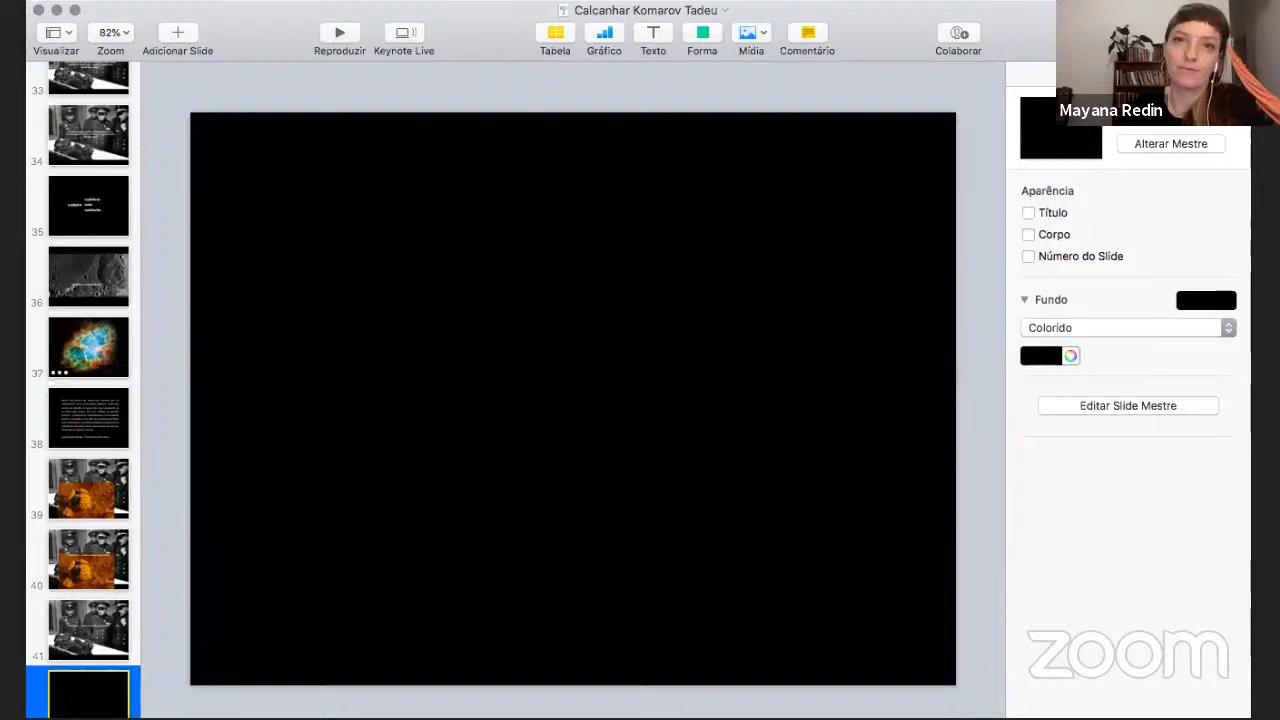 Calcanhar Komarov Tadeu
82%
Visualizar
Zoom
Adicionar Slide
Reproduzir
Keynote Live
Tabela
Gráfico
Texto
Forma
Mídia
Comentário
Colaborar
Mayana Redin
Alterar Mestre
Aparência
Título
Corpo
Número do Slide
Fundo
Colorido
Editar Slide Mestre
33
34
35
36
37
38
39
40
41
zoom